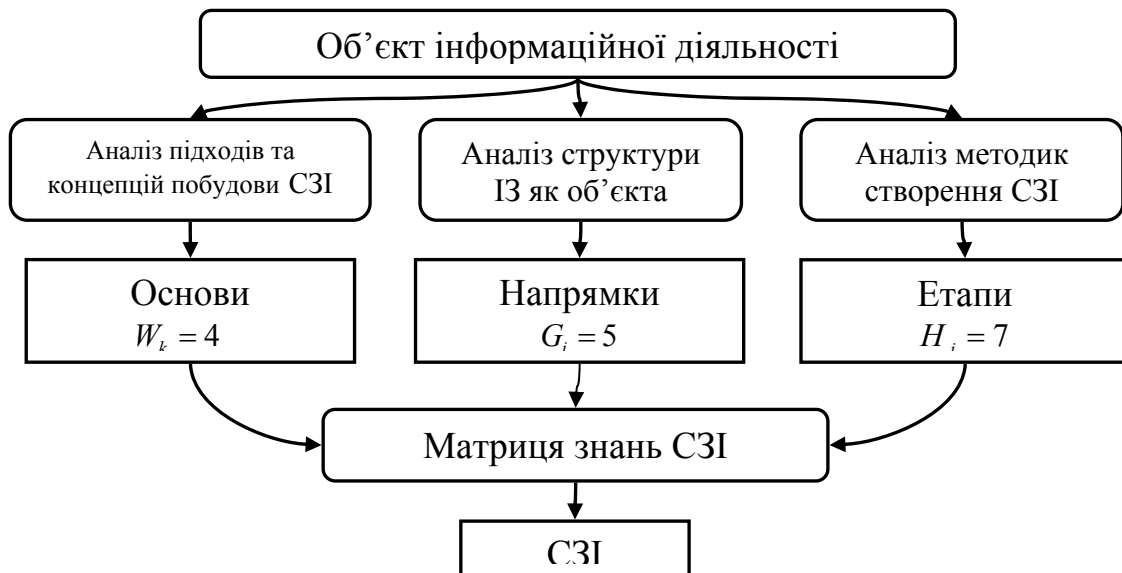 Об’єкт інформаційної діяльності
Аналіз підходів та
концепцій побудови СЗІ
Аналіз структури
ІЗ як об’єкта
Аналіз методик
створення СЗІ
Основи
W_k = 4
Напрямки
G_i = 5
Етапи
H_i = 7
Матриця знань СЗІ
СЗІ